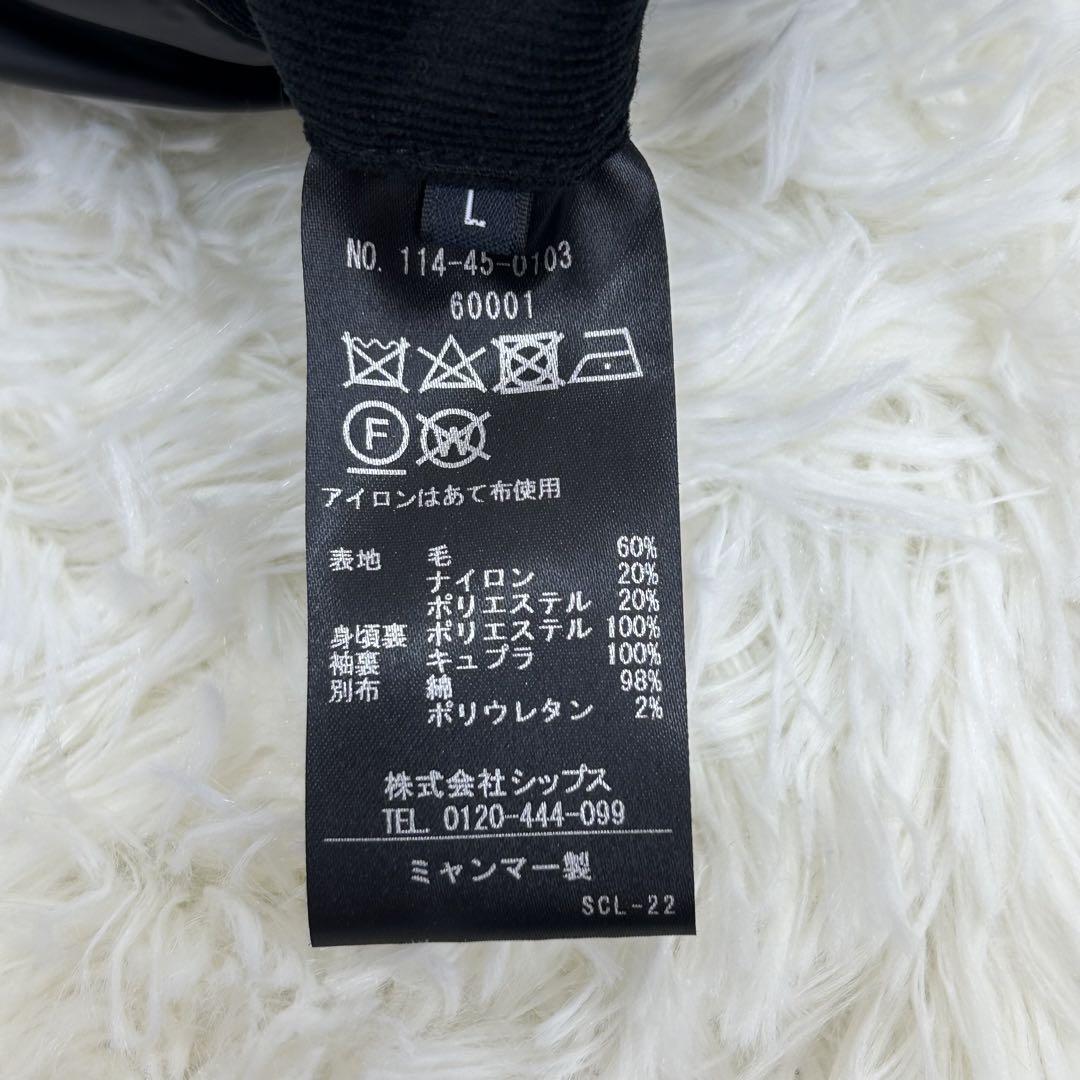 L
NO. 114-45-0103
60001
F W
アイロンはあて布使用
表地 毛 60%
ナイロン 20%
ポリエステル 20%
身頃裏 ポリエステル 100%
袖裏 キュプラ 100%
別布 綿 98%
ポリウレタン 2%
株式会社シップス
TEL. 0120-444-099
ミャンマー製
SCL-22